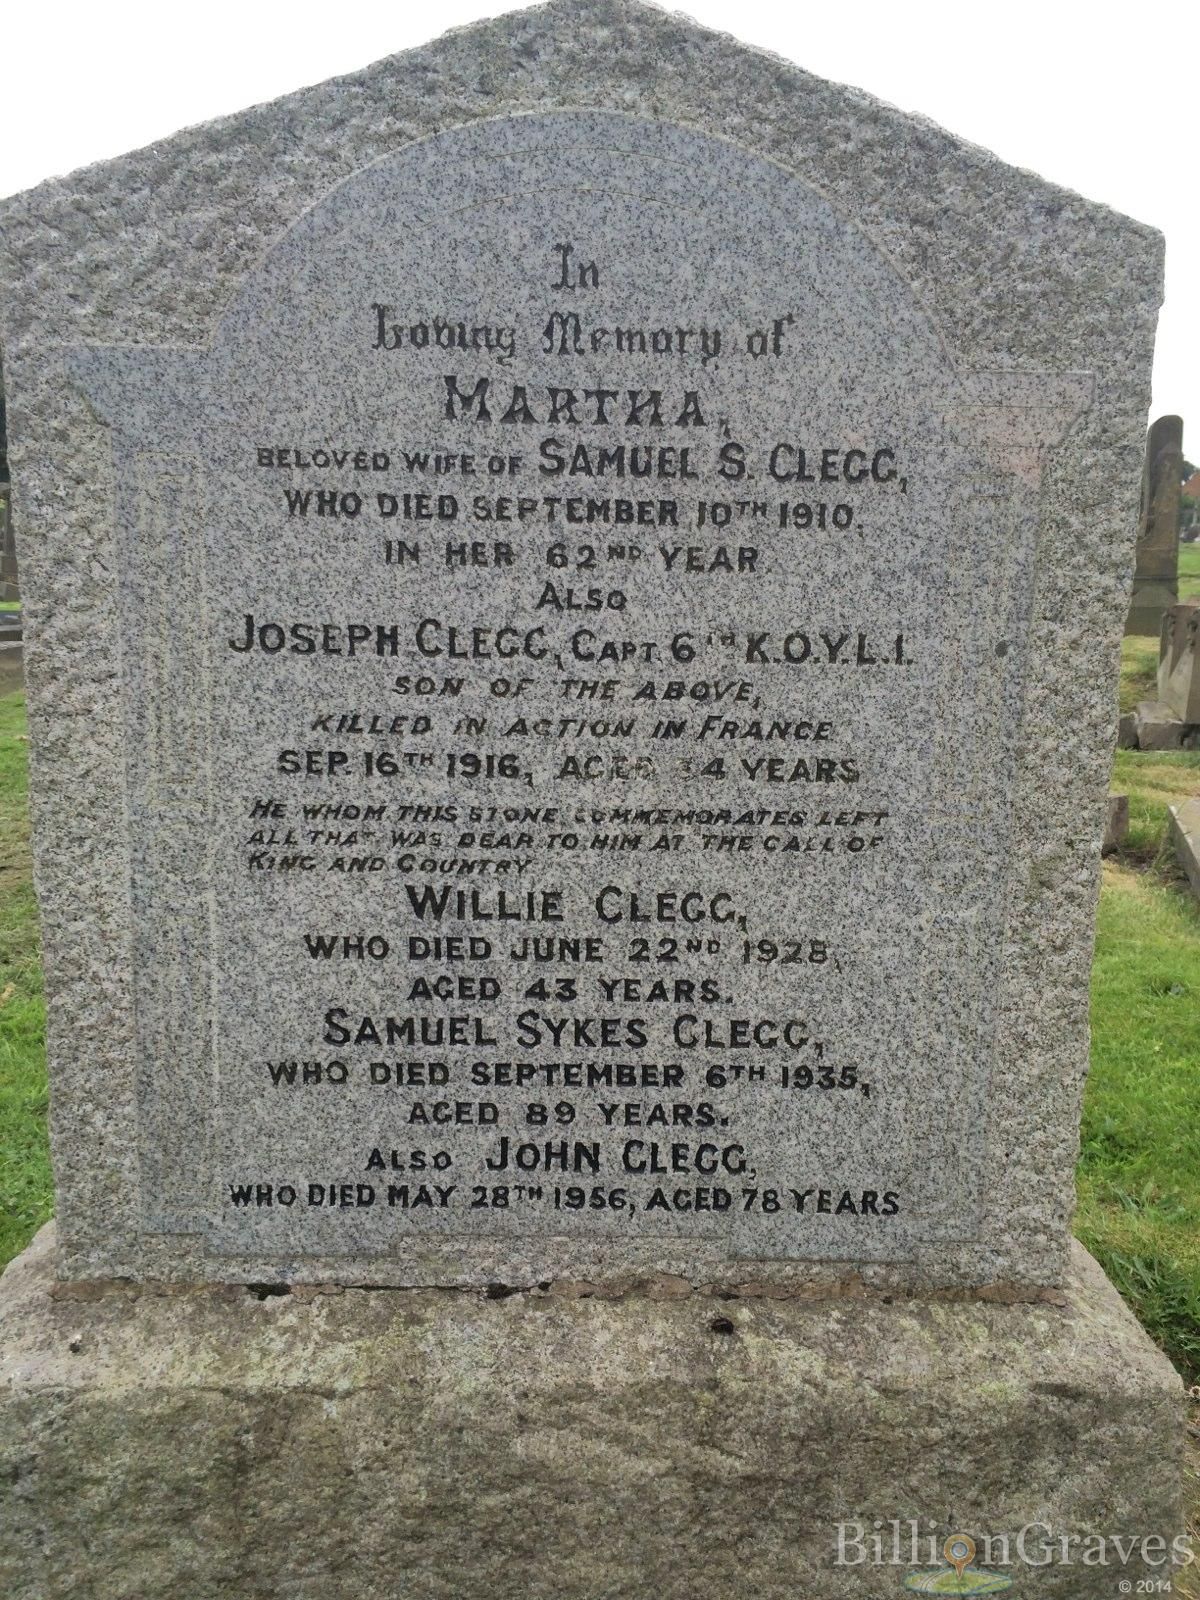 In
Loving Memory of
MARTHA,
BELOVED WIFE OF SAMUEL S. CLEGG,
WHO DIED SEPTEMBER 10TH 1910,
IN HER 62ND YEAR
ALSO
JOSEPH CLEGG, CAPT. 6TH K.O.Y.L.I.
SON OF THE ABOVE,
KILLED IN ACTION IN FRANCE
SEP. 16TH 1916, AGED 34 YEARS
HE WHOM THIS STONE COMMEMORATES LEFT
ALL THAT WAS DEAR TO HIM AT THE CALL OF
KING AND COUNTRY
WILLIE CLEGG,
WHO DIED JUNE 22ND 1928,
AGED 43 YEARS.
SAMUEL SYKES CLEGG,
WHO DIED SEPTEMBER 6TH 1935,
AGED 89 YEARS.
ALSO JOHN CLEGG,
WHO DIED MAY 28TH 1956, AGED 78 YEARS
BillionGraves
© 2014